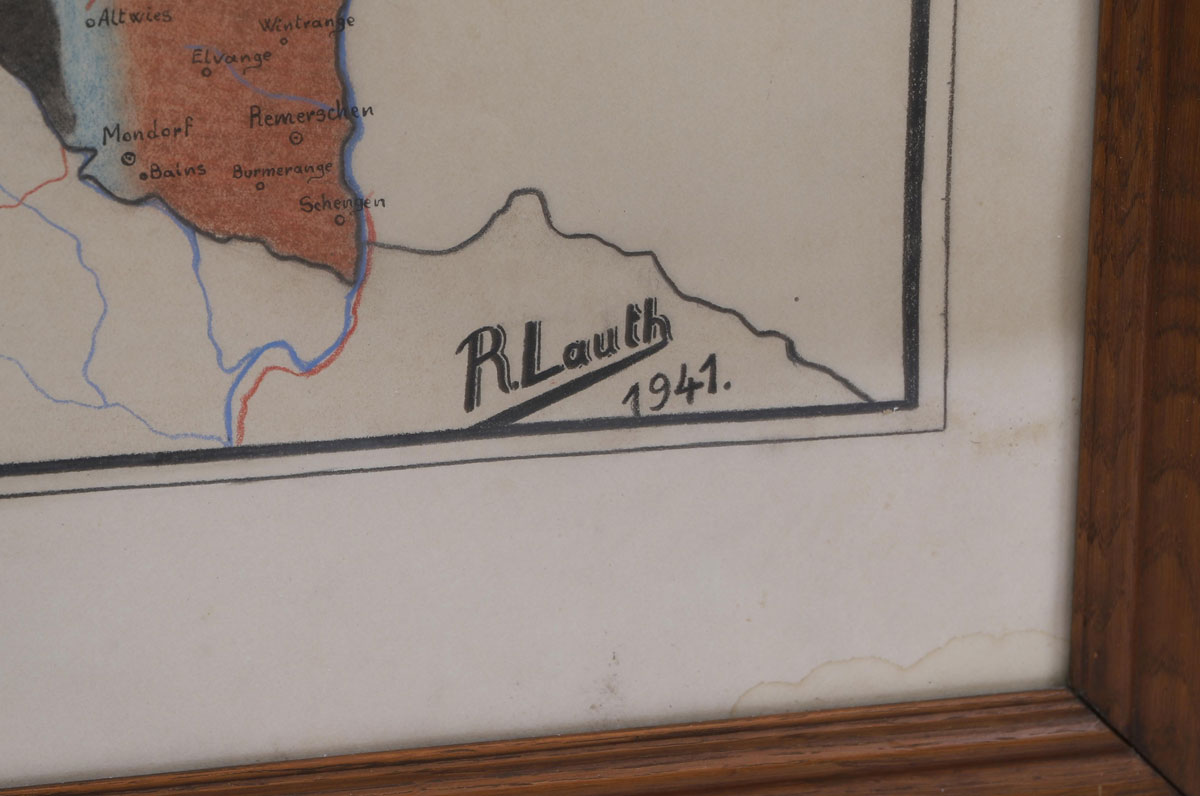 Altwies
Wintrange
Elvange
Remerschen
Mondorf
Bains
Burmerange
Schengen
R. Lauth
1941.